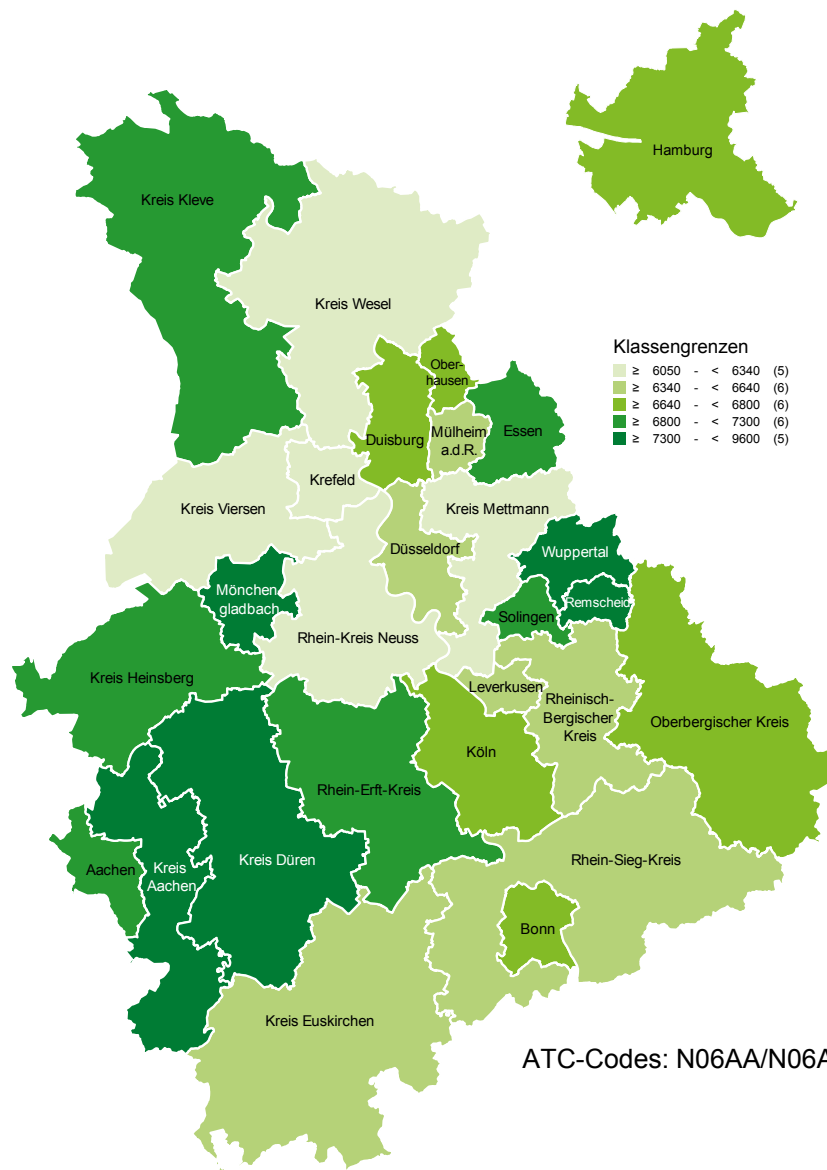 Hamburg
Kreis Kleve
Kreis Wesel
Klassengrenzen
≥ 6050 - < 6340 (5)
≥ 6340 - < 6640 (6)
≥ 6640 - < 6800 (6)
≥ 6800 - < 7300 (6)
≥ 7300 - < 9600 (5)
Ober-
hausen
Duisburg
Mülheim
a.d.R.
Essen
Krefeld
Kreis Viersen
Kreis Mettmann
Düsseldorf
Wuppertal
Mönchen
gladbach
Remscheid
Solingen
Rhein-Kreis Neuss
Kreis Heinsberg
Leverkusen
Rheinisch-
Bergischer
Kreis
Oberbergischer Kreis
Köln
Rhein-Erft-Kreis
Aachen
Kreis
Aachen
Kreis Düren
Rhein-Sieg-Kreis
Bonn
Kreis Euskirchen
ATC-Codes: N06AA/N06A